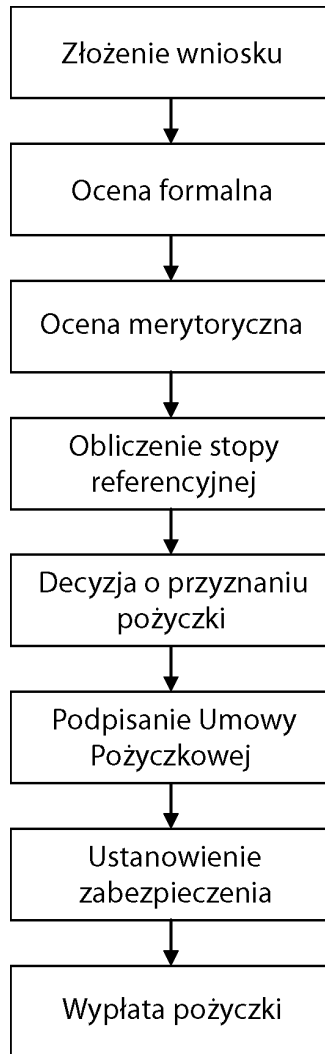 Złożenie wniosku
Ocena formalna
Ocena merytoryczna
Obliczenie stopy
referencyjnej
Decyzja o przyznaniu
pożyczki
Podpisanie Umowy
Pożyczkowej
Ustanowienie
zabezpieczenia
Wypłata pożyczki